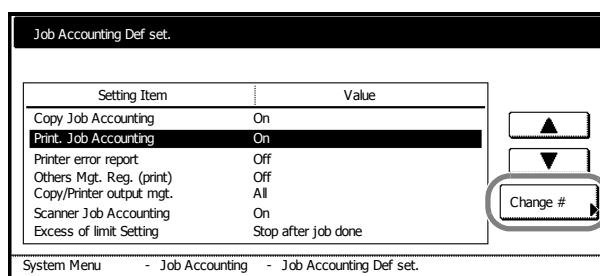 Job Accounting Def set.
Setting Item Value
Copy Job Accounting On
Print. Job Accounting On
Printer error report Off
Others Mgt. Reg. (print) Off
Copy/Printer output mgt. All
Scanner Job Accounting On
Excess of limit Setting Stop after job done
Change #
System Menu - Job Accounting - Job Accounting Def set.